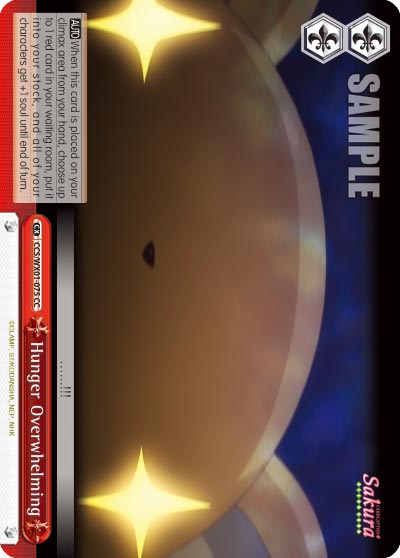 SAMPLE
[AUTO] When this card is placed on your
climax area from your hand, choose up
to 1 red card in your waiting room, put it
into your stock, and all of your
characters get +1 soul until end of turn.
………!!!
CX
CCS/WX01-075 CC
Hunger Overwhelming
©CLAMP, ST/KODANSHA, NEP, NHK
CARDCAPTOR
Sakura